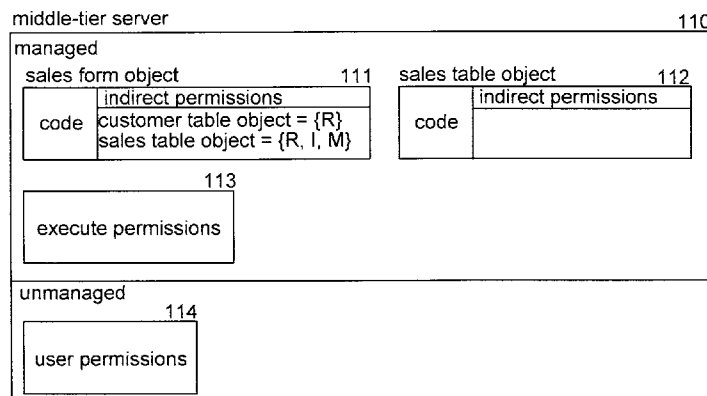 middle-tier server 110
managed
sales form object 111
indirect permissions
code
customer table object = {R}
sales table object = {R, I, M}
sales table object 112
indirect permissions
code
113
execute permissions
unmanaged
114
user permissions